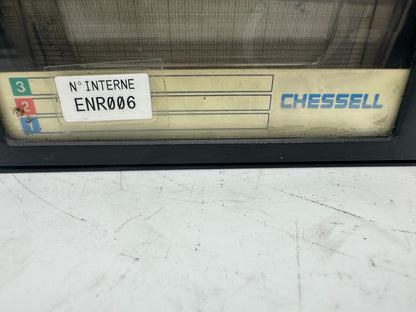 3
2
1
N° INTERNE
ENR006
CHESSELL